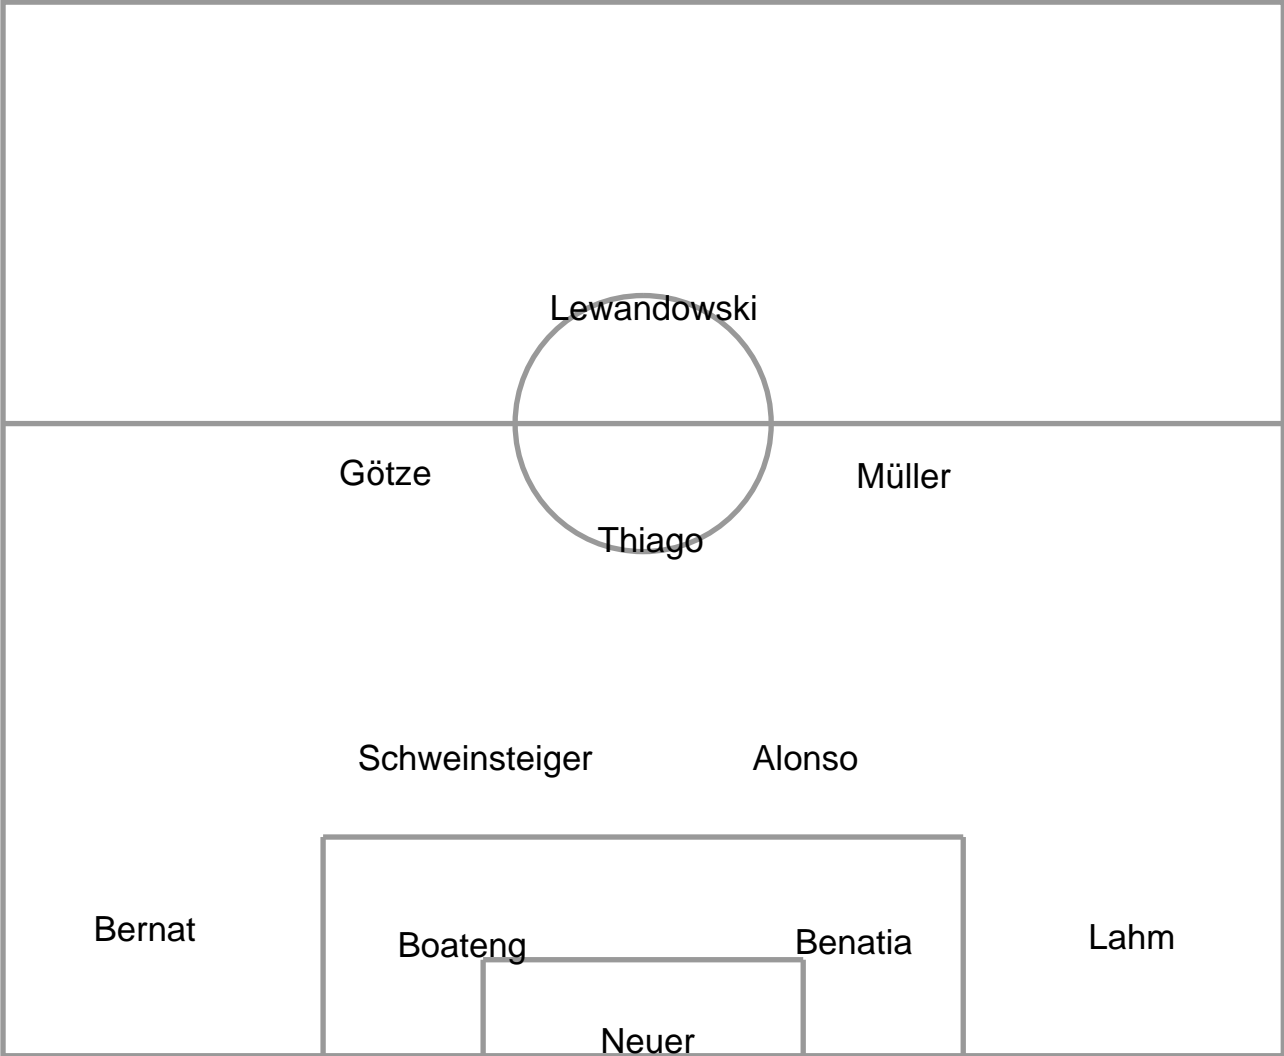 Lewandowski
Götze
Müller
Thiago
Schweinsteiger
Alonso
Bernat
Boateng
Benatia
Lahm
Neuer